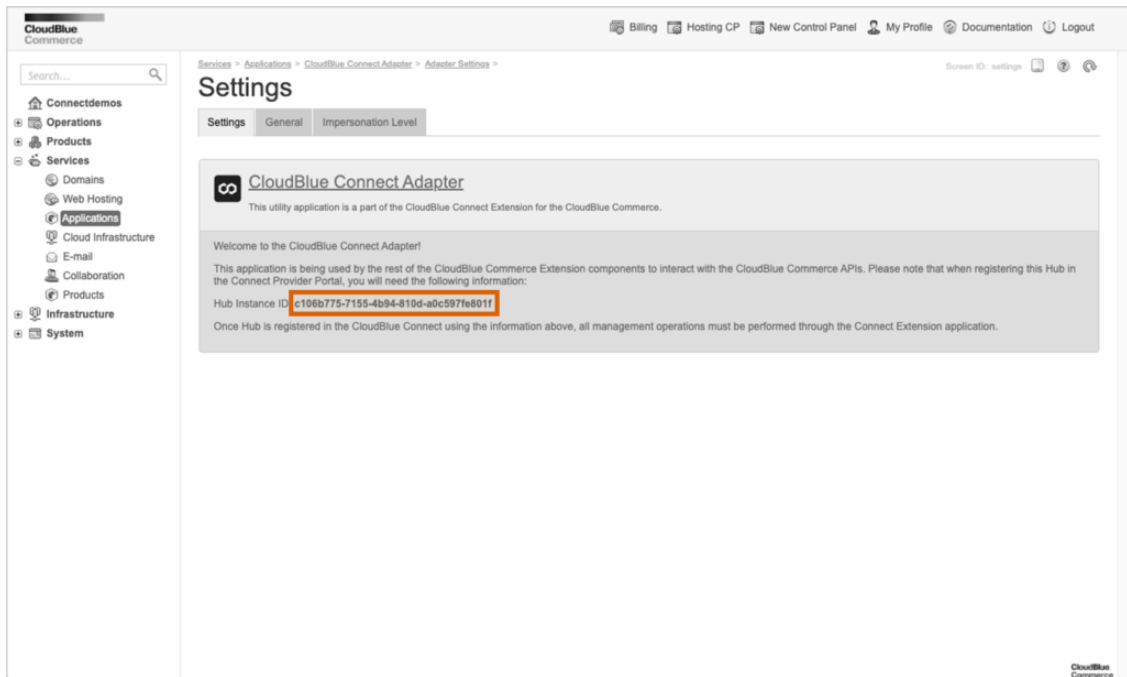 CloudBlue
Commerce
Billing Hosting CP New Control Panel My Profile Documentation Logout
Search...
Connectdemos
Operations
Products
Services
Domains
Web Hosting
Applications
Cloud Infrastructure
E-mail
Collaboration
Products
Infrastructure
System
Services > Applications > CloudBlue Connect Adapter > Adapter Settings >
Screen ID: settings
Settings
Settings General Impersonation Level
CloudBlue Connect Adapter
This utility application is a part of the CloudBlue Connect Extension for the CloudBlue Commerce.
Welcome to the CloudBlue Connect Adapter!
This application is being used by the rest of the CloudBlue Commerce Extension components to interact with the CloudBlue Commerce APIs. Please note that when registering this Hub in
the Connect Provider Portal, you will need the following information:
Hub Instance ID: c106b775-7155-4b94-810d-a0c597fe801f
Once Hub is registered in the CloudBlue Connect using the information above, all management operations must be performed through the Connect Extension application.
CloudBlue
Commerce